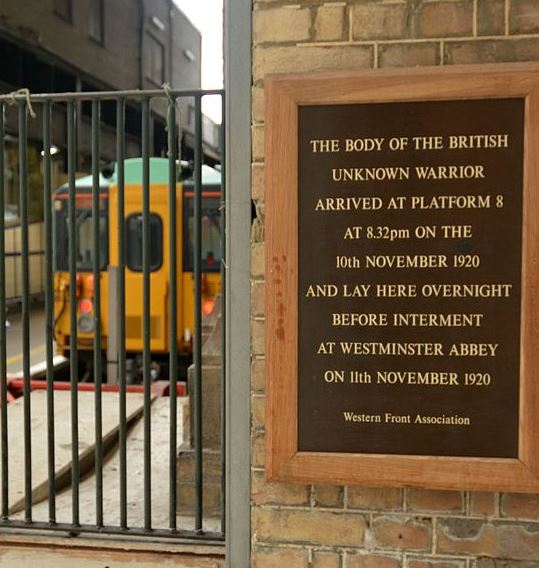 THE BODY OF THE BRITISH
UNKNOWN WARRIOR
ARRIVED AT PLATFORM 8
AT 8.32pm ON THE
10th NOVEMBER 1920
AND LAY HERE OVERNIGHT
BEFORE INTERMENT
AT WESTMINSTER ABBEY
ON 11th NOVEMBER 1920
Western Front Association